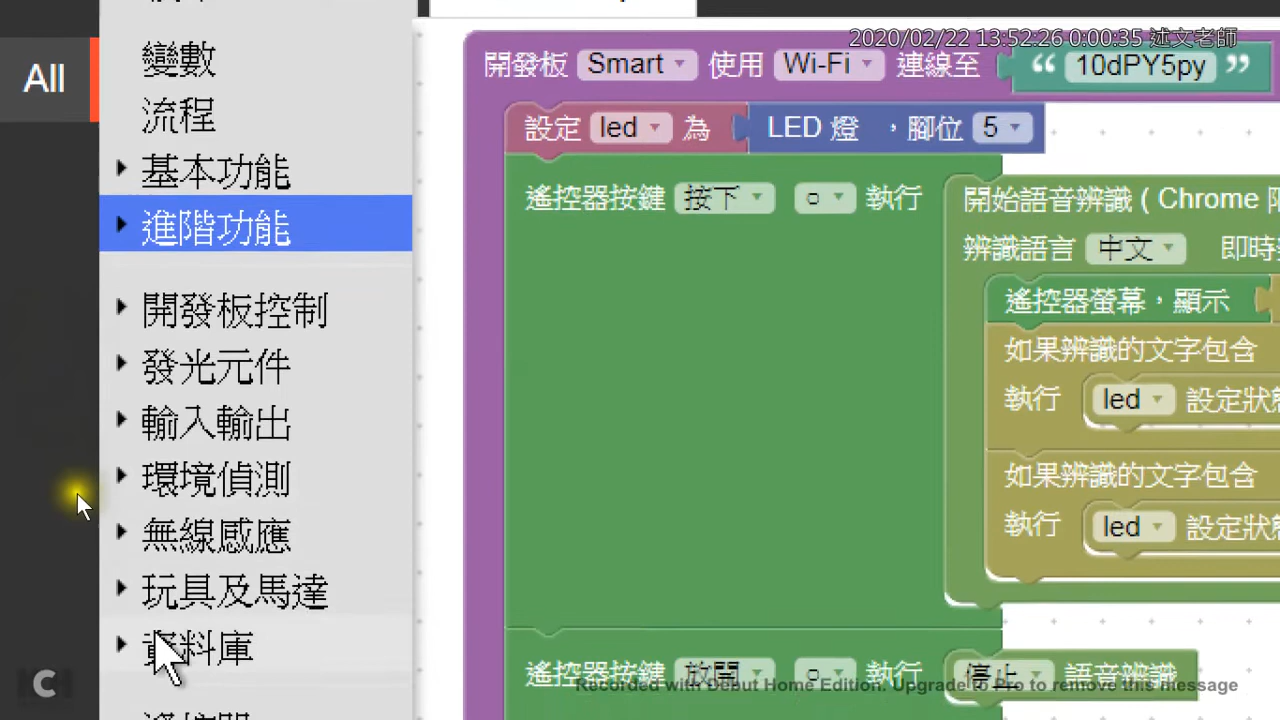 2020/02/22 13:52:26 0:00:35 述文老師
All
變數
流程
基本功能
進階功能
開發板控制
發光元件
輸入輸出
環境偵測
無線感應
玩具及馬達
資料庫
開發板 Smart 使用 Wi-Fi 連線至 “ 10dPY5py ”
設定 led 為 LED 燈 ,腳位 5
遙控器按鍵 按下 ○ 執行
開始語音辨識 ( Chrome
辨識語言 中文 即時
遙控器螢幕,顯示
如果辨識的文字包含
執行 led 設定狀
如果辨識的文字包含
執行 led 設定狀
遙控器按鍵 放開 ○ 執行 停止 語音辨識
Recorded with Debut Home Edition. Upgrade to Pro to remove this message
C